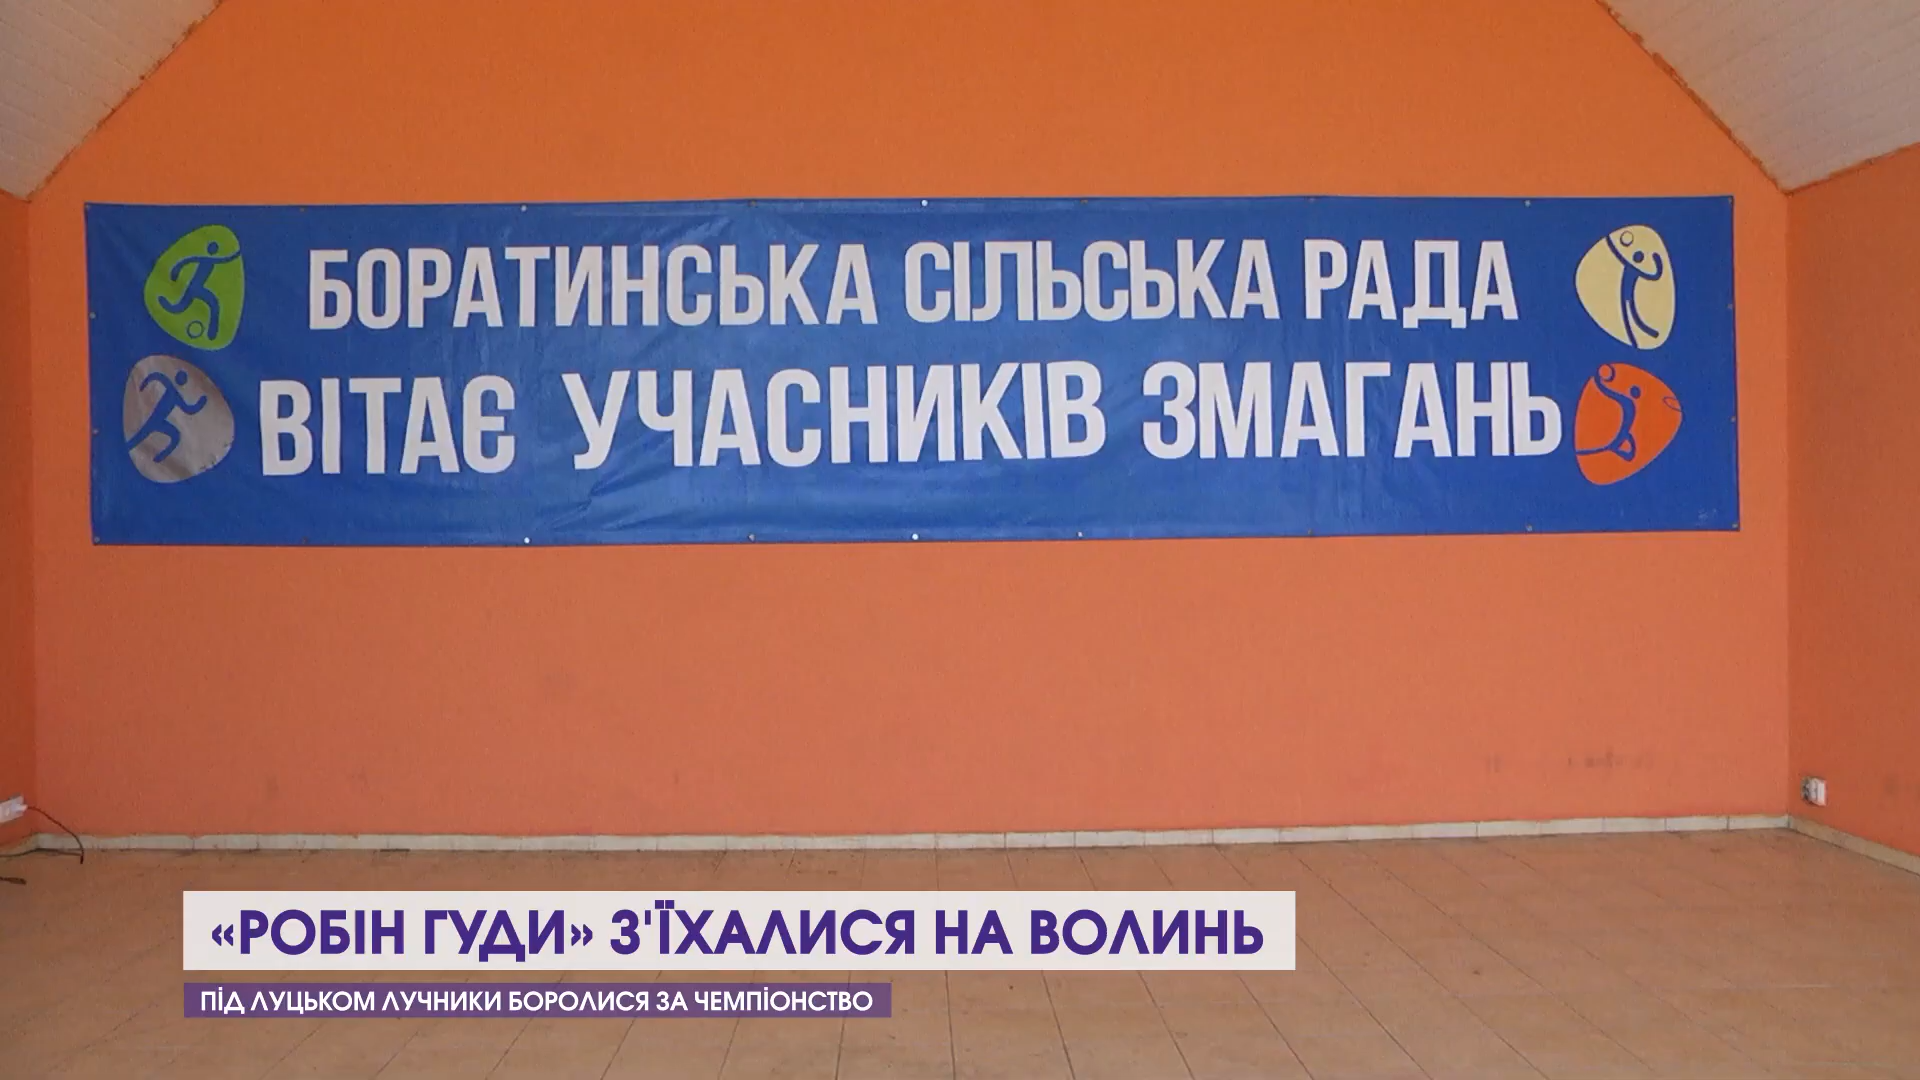 БОРАТИНСЬКА СІЛЬСЬКА РАДА
ВІТАЄ УЧАСНИКІВ ЗМАГАНЬ
«РОБІН ГУДИ» З'ЇХАЛИСЯ НА ВОЛИНЬ
ПІД ЛУЦЬКОМ ЛУЧНИКИ БОРОЛИСЯ ЗА ЧЕМПІОНСТВО